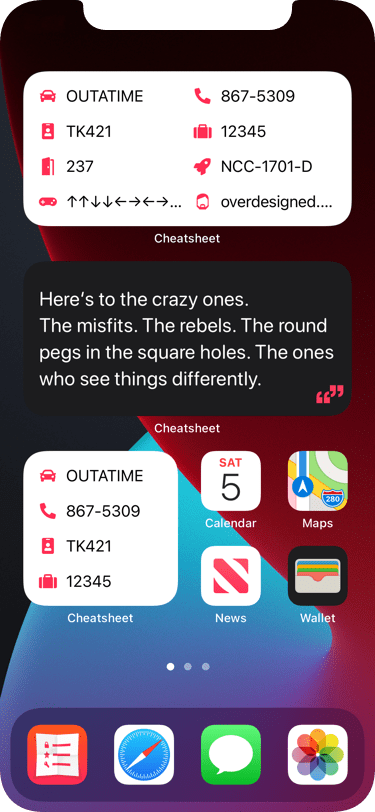 OUTATIME
867-5309
TK421
12345
237
NCC-1701-D
↑↑↓↓←→←→...
overdesigned....
Cheatsheet
Here's to the crazy ones.
The misfits. The rebels. The round
pegs in the square holes. The ones
who see things differently.
Cheatsheet
OUTATIME
867-5309
TK421
12345
Cheatsheet
SAT
5
Calendar
280
Maps
News
Wallet